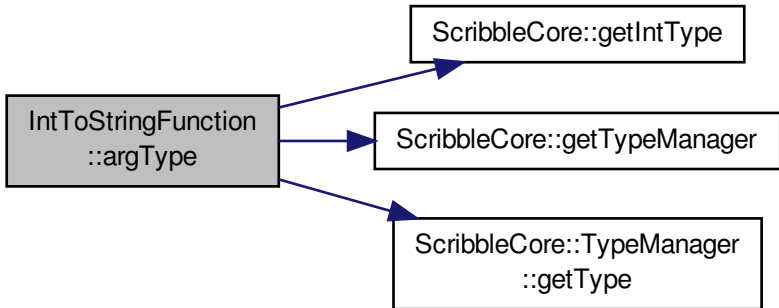 ScribbleCore::getIntType
IntToStringFunction
::argType
ScribbleCore::getTypeManager
ScribbleCore::TypeManager
::getType